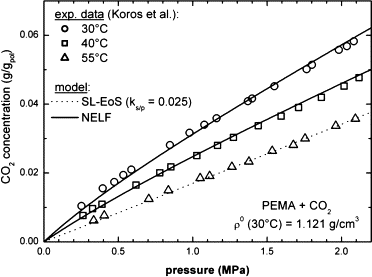 exp. data (Koros et al.):
30°C
40°C
55°C
model:
SL-EoS (ks/p = 0.025)
NELF
0.06
0.04
0.02
0.00
CO2 concentration (g/gpol)
PEMA + CO2
ρ0 (30°C) = 1.121 g/cm3
0.0 0.5 1.0 1.5 2.0
pressure (MPa)